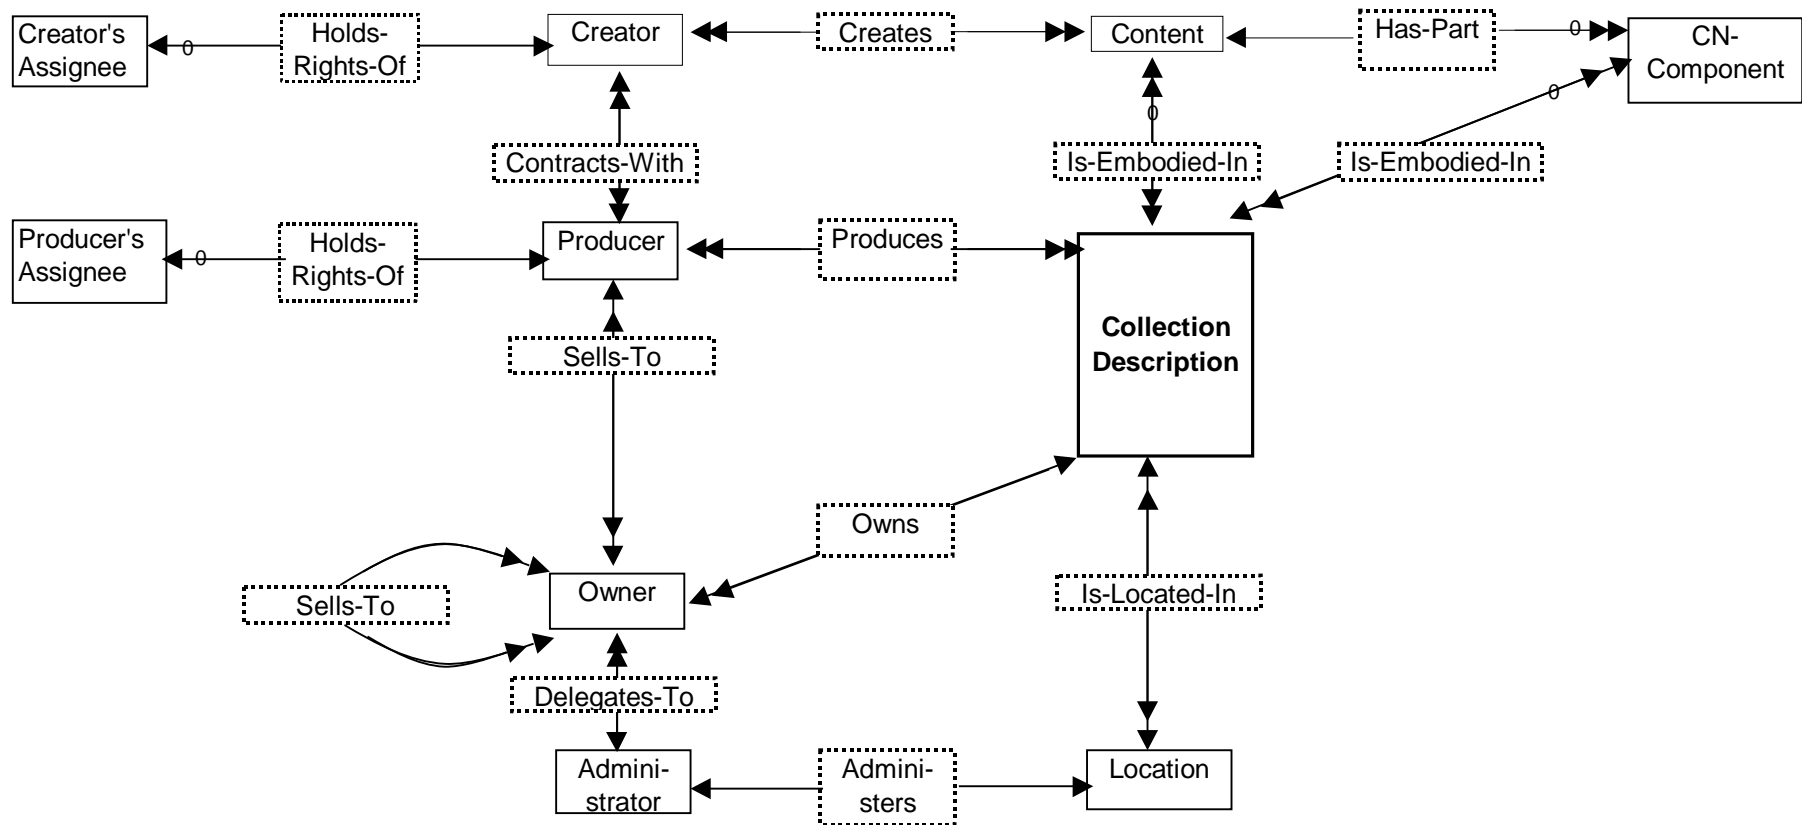 Creator's
Assignee
0
Holds-
Rights-Of
Creator
Creates
Content
Has-Part
0
CN-
Component
0
0
Contracts-With
Is-Embodied-In
Is-Embodied-In
Producer's
Assignee
0
Holds-
Rights-Of
Producer
Produces
Collection
Description
Sells-To
Owns
Sells-To
Owner
Is-Located-In
Delegates-To
Admini-
strator
Admini-
sters
Location